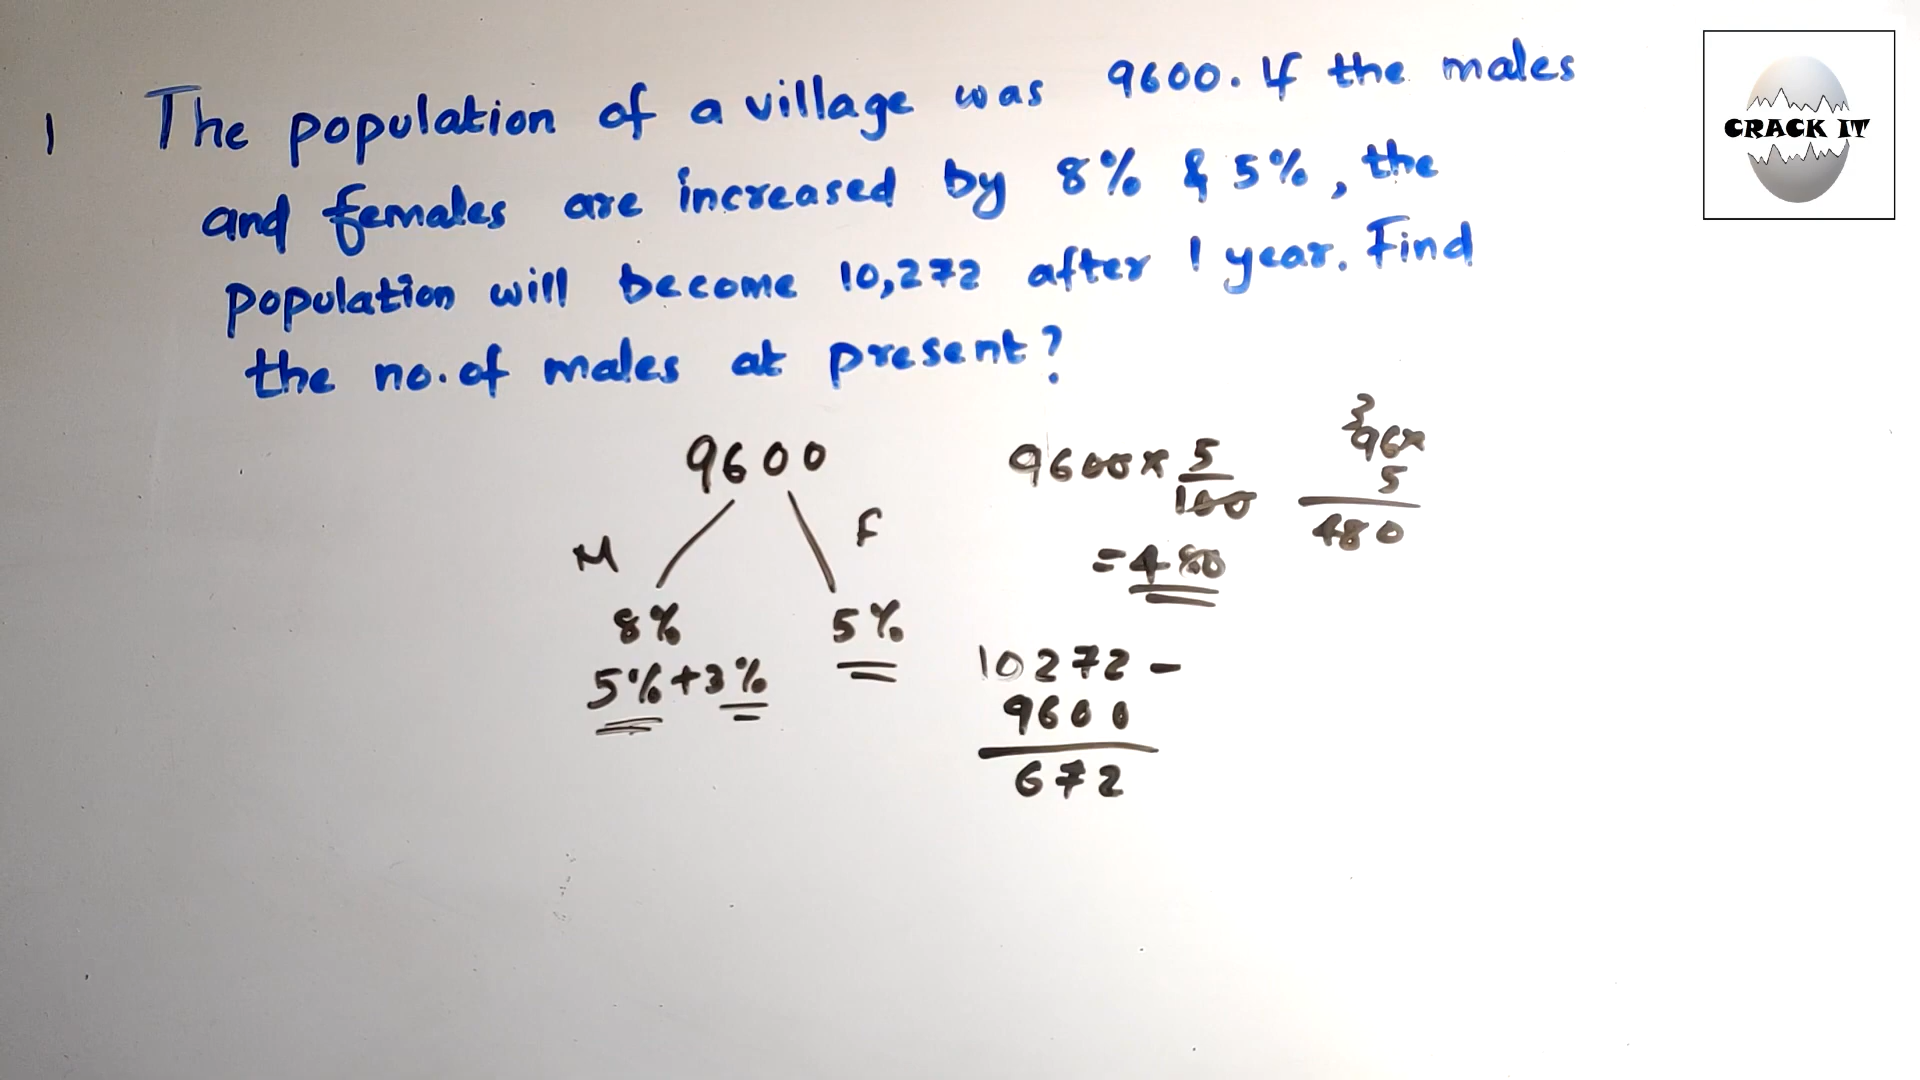 1 The population of a village was 9600. If the males
and females are increased by 8% & 5%, the
population will become 10,272 after 1 year. Find
the no. of males at present?
CRACK IT
9600
M F
8% 5%
5%+3%
9600x 5
100
=480
2
96x
5
480
10272 -
9600
672